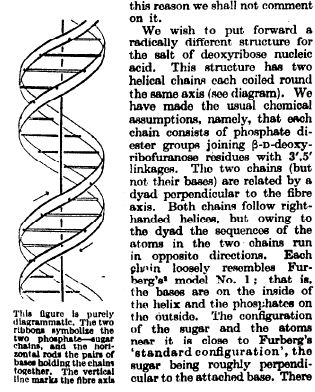 this reason we shall not comment
on it.
We wish to put forward a
radically different structure for
the salt of deoxyribose nucleic
acid. This structure has two
helical chains each coiled round
the same axis (see diagram). We
have made the usual chemical
assumptions, namely, that each
chain consists of phosphate di-
ester groups joining β-D-deoxy-
ribofuranose residues with 3',5'
linkages. The two chains (but
not their bases) are related by a
dyad perpendicular to the fibre
axis. Both chains follow right-
handed helices, but owing to
the dyad the sequences of the
atoms in the two chains run
in opposite directions. Each
chain loosely resembles Fur-
berg's² model No. 1; that is,
the bases are on the inside of
the helix and the phosphates on
the outside. The configuration
of the sugar and the atoms
near it is close to Furberg's
'standard configuration', the
sugar being roughly perpendi-
cular to the attached base. There
This figure is purely
diagrammatic. The two
ribbons symbolize the
two phosphate—sugar
chains, and the hori-
zontal rods the pairs of
bases holding the chains
together. The vertical
line marks the fibre axis